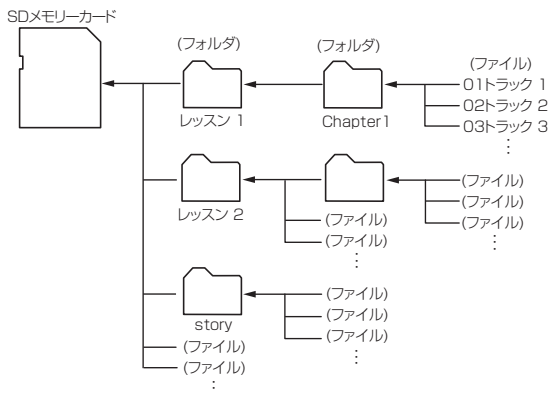 SDメモリーカード
(フォルダ)
(フォルダ)
(ファイル)
01トラック 1
02トラック 2
03トラック 3
⋮
レッスン 1
Chapter1
(ファイル)
(ファイル)
(ファイル)
⋮
レッスン 2
(ファイル)
(ファイル)
⋮
(ファイル)
(ファイル)
(ファイル)
⋮
story
(ファイル)
(ファイル)
: